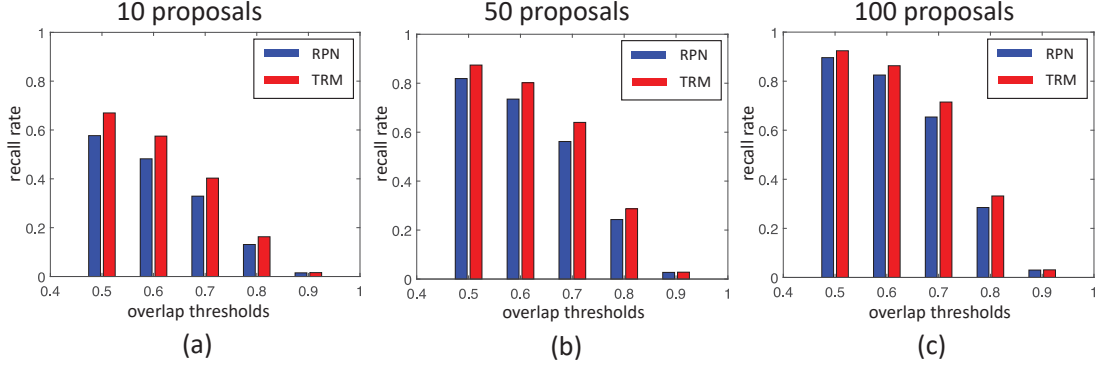 10 proposals
1
0.8
0.6
0.4
0.2
0
recall rate
RPN
TRM
0.4 0.5 0.6 0.7 0.8 0.9 1
overlap thresholds
(a)
50 proposals
1
0.8
0.6
0.4
0.2
0
recall rate
RPN
TRM
0.4 0.5 0.6 0.7 0.8 0.9 1
overlap thresholds
(b)
100 proposals
1
0.8
0.6
0.4
0.2
0
recall rate
RPN
TRM
0.4 0.5 0.6 0.7 0.8 0.9 1
overlap thresholds
(c)